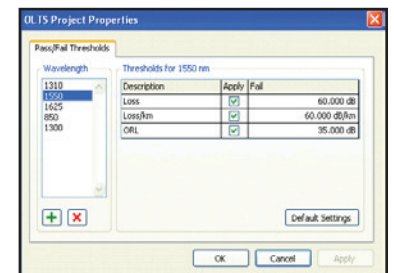 OLTS Project Properties
Pass/Fail Thresholds
Wavelength
1310
1550
1625
850
1300
Thresholds for 1550 nm
Description Apply Fail
Loss 60.000 dB
Loss/km 60.000 dB/km
ORL 35.000 dB
Default Settings
OK Cancel Apply